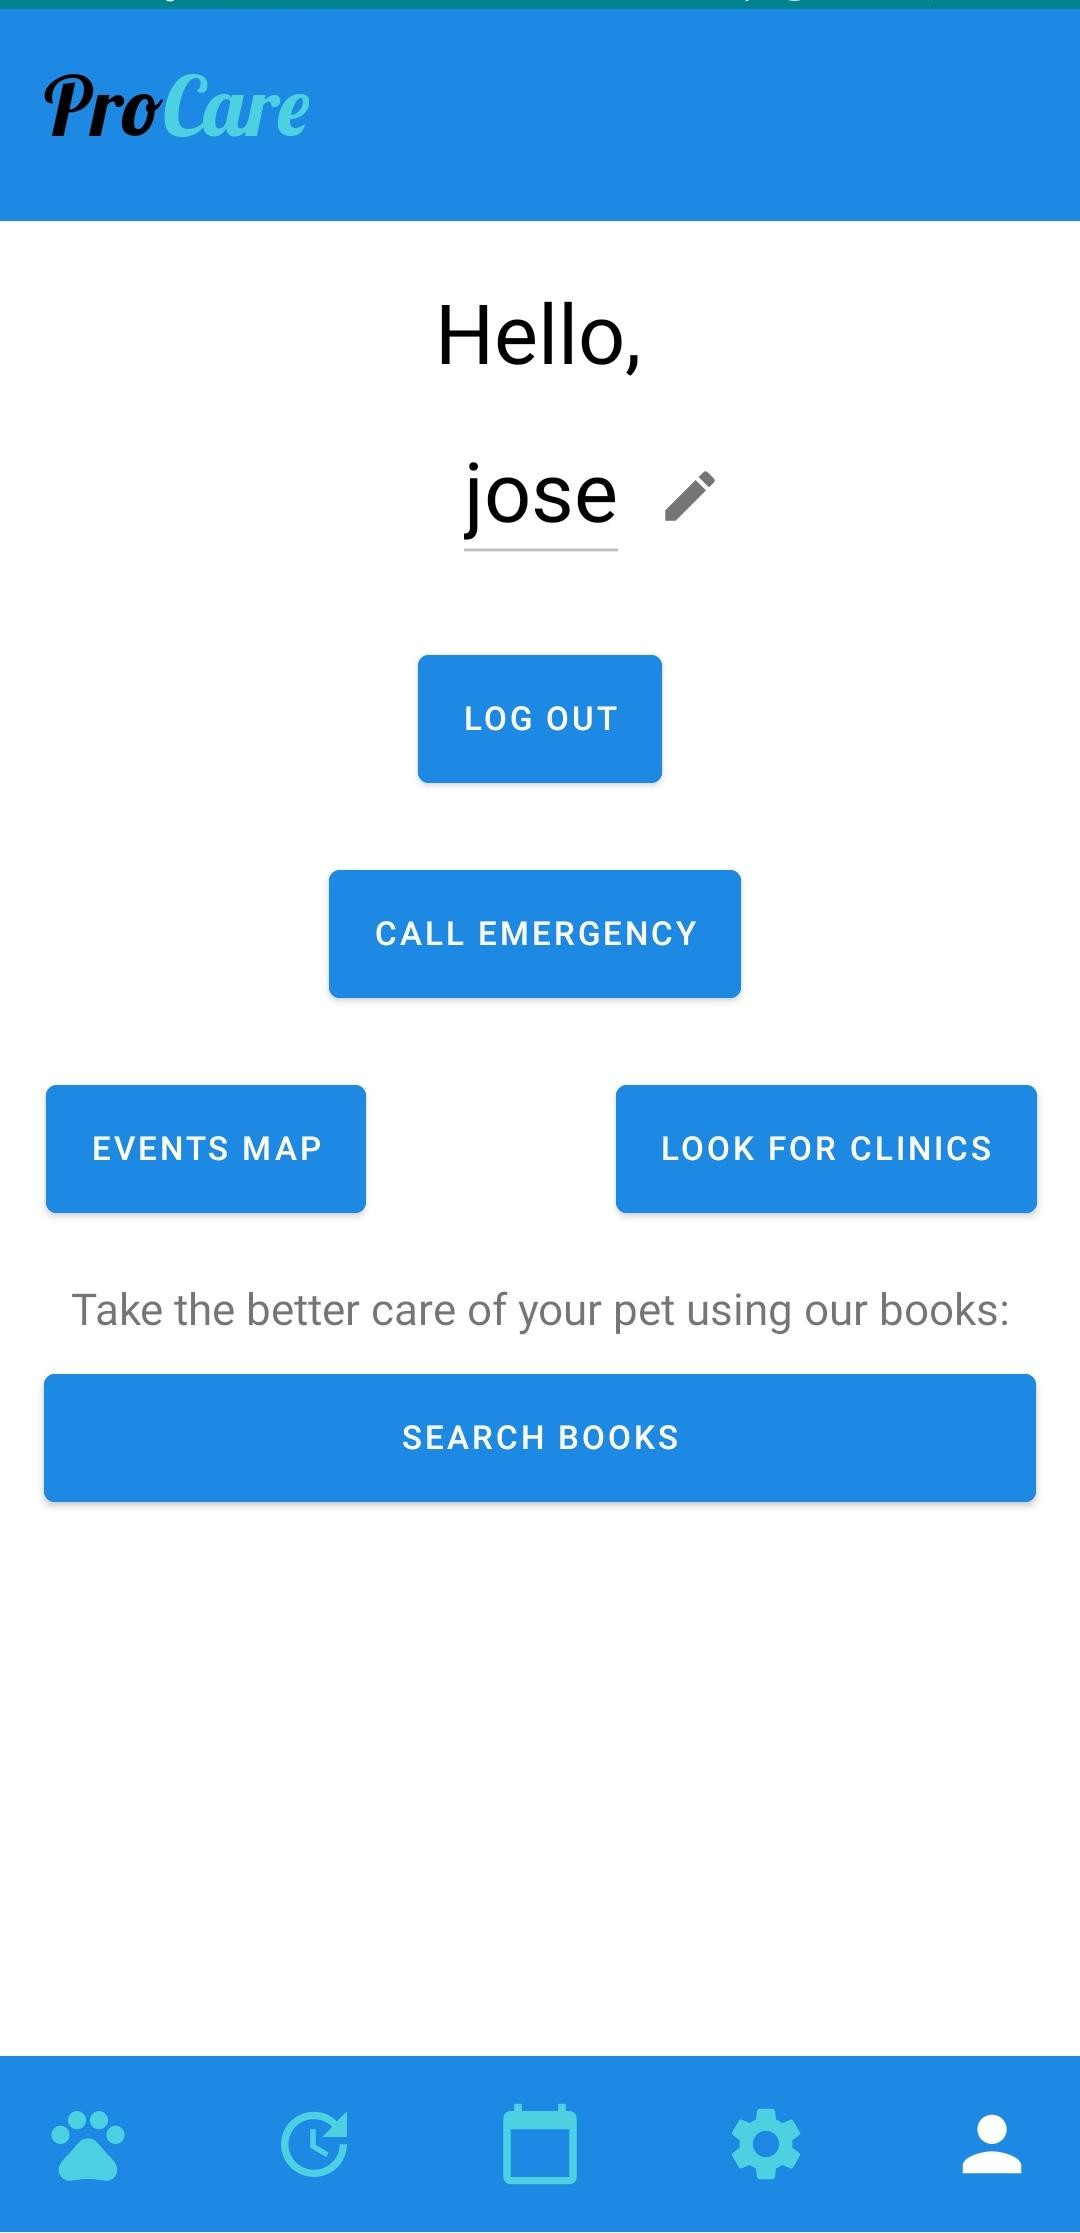 ProCare
Hello,
jose
LOG OUT
CALL EMERGENCY
EVENTS MAP
LOOK FOR CLINICS
Take the better care of your pet using our books:
SEARCH BOOKS